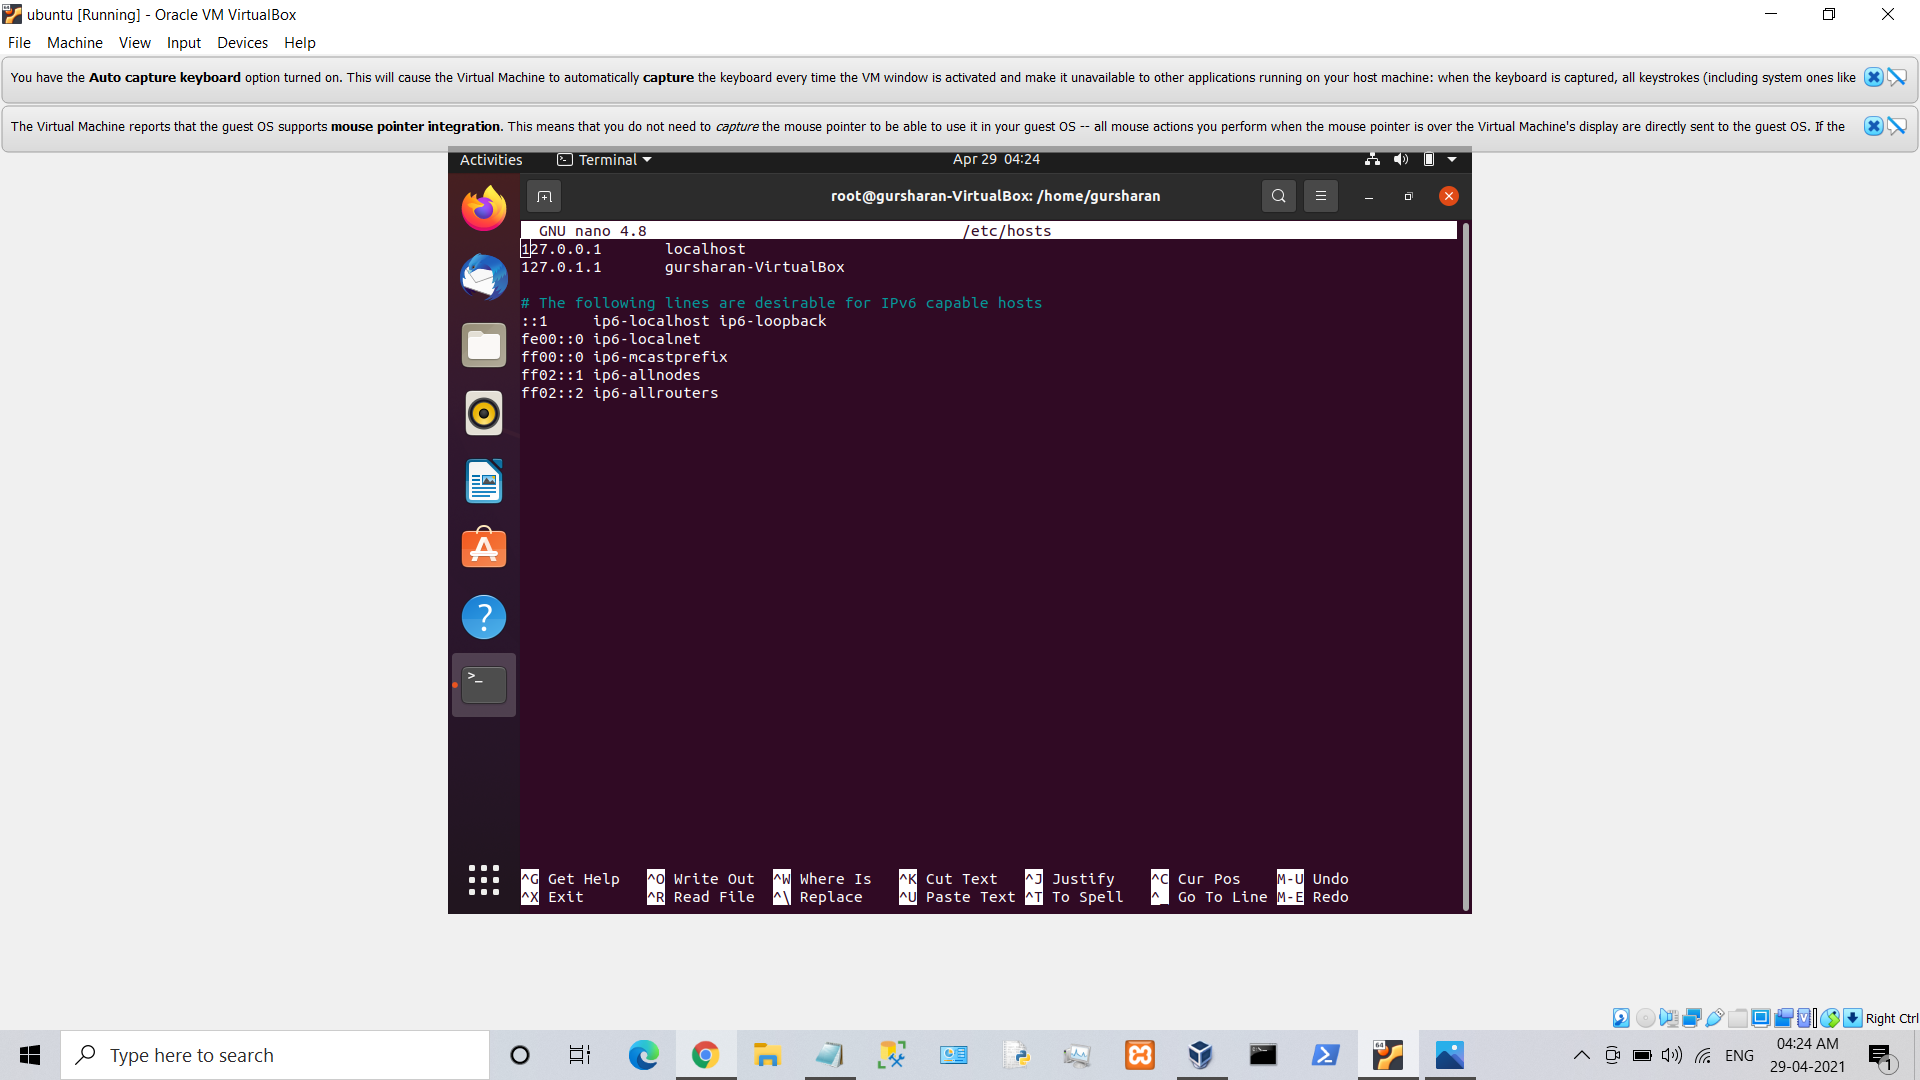 ubuntu [Running] - Oracle VM VirtualBox
File Machine View Input Devices Help
You have the Auto capture keyboard option turned on. This will cause the Virtual Machine to automatically capture the keyboard every time the VM window is activated and make it unavailable to other applications running on your host machine: when the keyboard is captured, all keystrokes (including system ones like
The Virtual Machine reports that the guest OS supports mouse pointer integration. This means that you do not need to capture the mouse pointer to be able to use it in your guest OS -- all mouse actions you perform when the mouse pointer is over the Virtual Machine's display are directly sent to the guest OS. If the
Activities Terminal Apr 29 04:24
root@gursharan-VirtualBox: /home/gursharan
GNU nano 4.8 /etc/hosts
127.0.0.1 localhost
127.0.1.1 gursharan-VirtualBox
# The following lines are desirable for IPv6 capable hosts
::1 ip6-localhost ip6-loopback
fe00::0 ip6-localnet
ff00::0 ip6-mcastprefix
ff02::1 ip6-allnodes
ff02::2 ip6-allrouters
^G Get Help ^O Write Out ^W Where Is ^K Cut Text ^J Justify ^C Cur Pos M-U Undo
^X Exit ^R Read File ^\ Replace ^U Paste Text ^T To Spell ^_ Go To Line M-E Redo
Right Ctrl
Type here to search
ENG
04:24 AM
29-04-2021
1